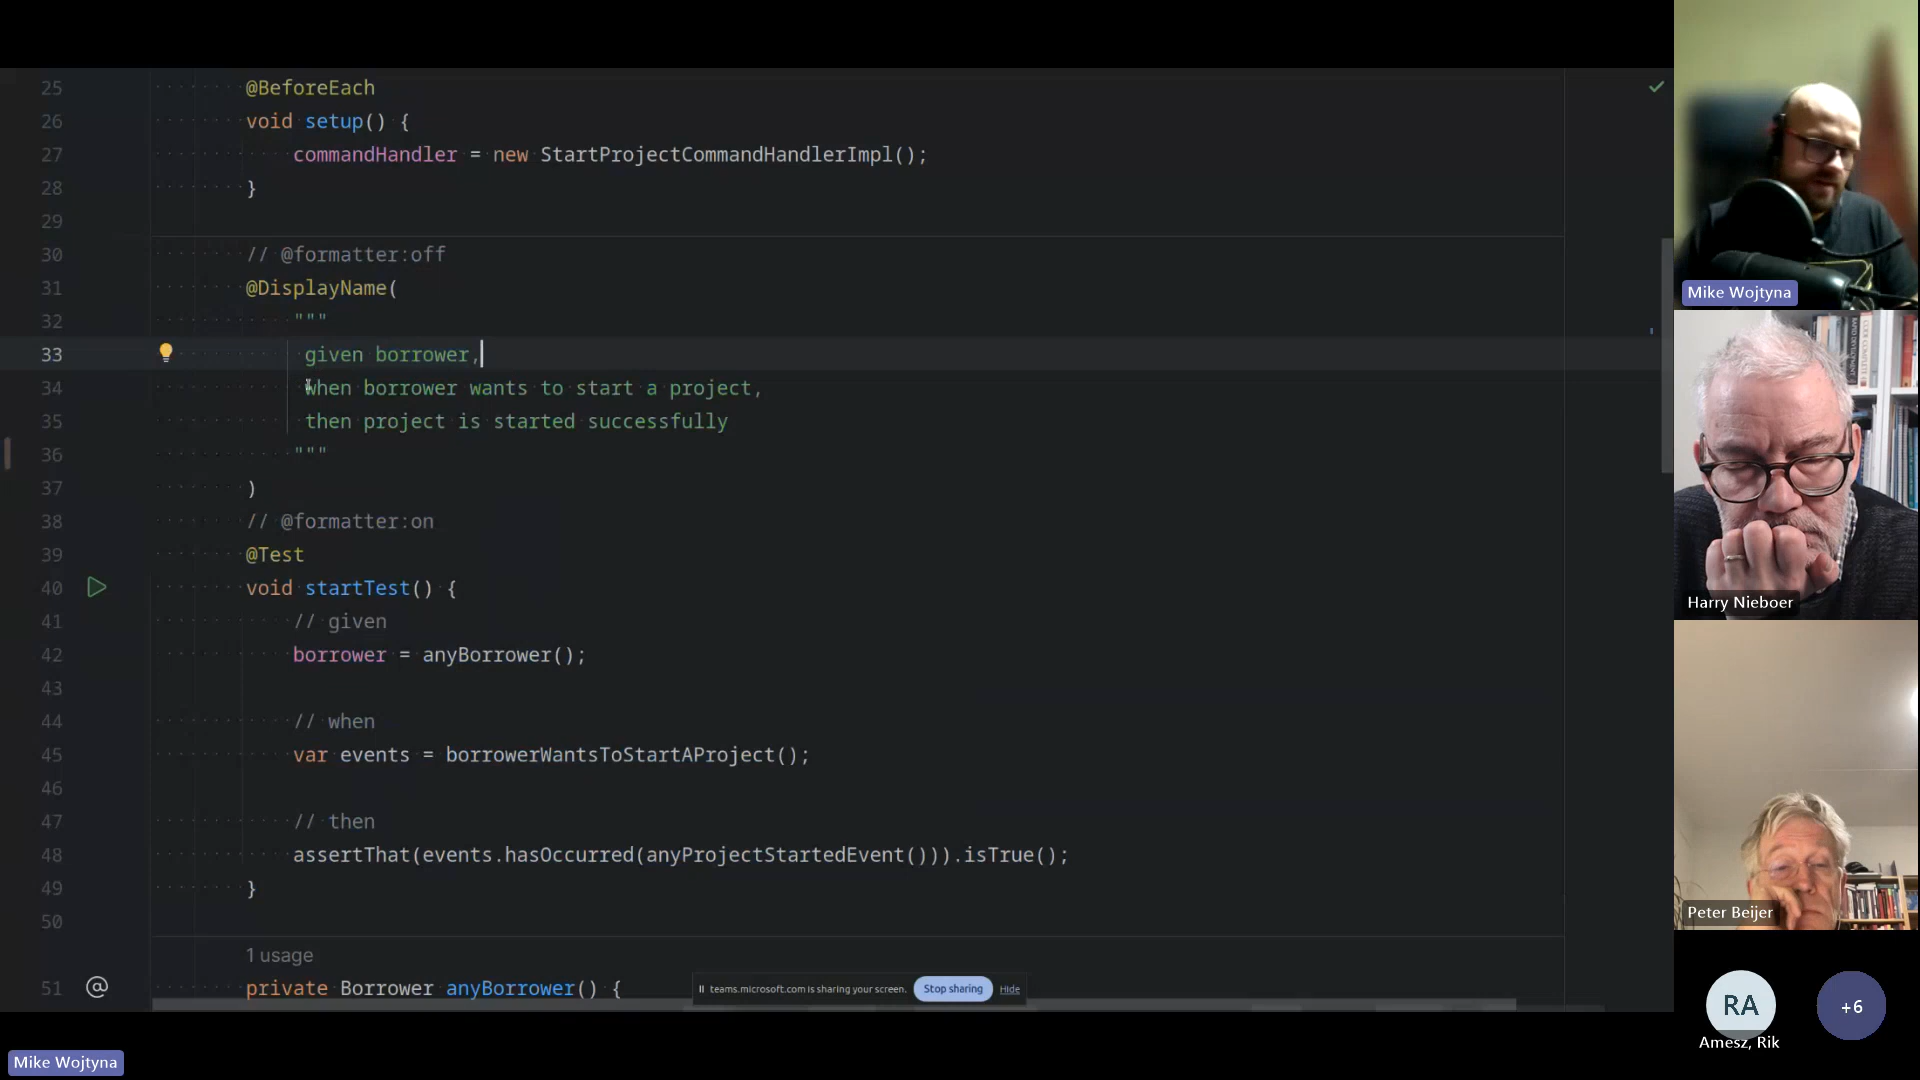 25 @BeforeEach
26 void setup() {
27 commandHandler = new StartProjectCommandHandlerImpl();
28 }
29
30 // @formatter:off
31 @DisplayName(
32 """
33 given borrower,
34 when borrower wants to start a project,
35 then project is started successfully
36 """
37 )
38 // @formatter:on
39 @Test
40 void startTest() {
41 // given
42 borrower = anyBorrower();
43
44 // when
45 var events = borrowerWantsToStartAProject();
46
47 // then
48 assertThat(events.hasOccurred(anyProjectStartedEvent())).isTrue();
49 }
50
1 usage
51 @ private Borrower anyBorrower() {
teams.microsoft.com is sharing your screen. Stop sharing Hide
Mike Wojtyna
Harry Nieboer
Peter Beijer
RA +6
Amesz, Rik
Mike Wojtyna